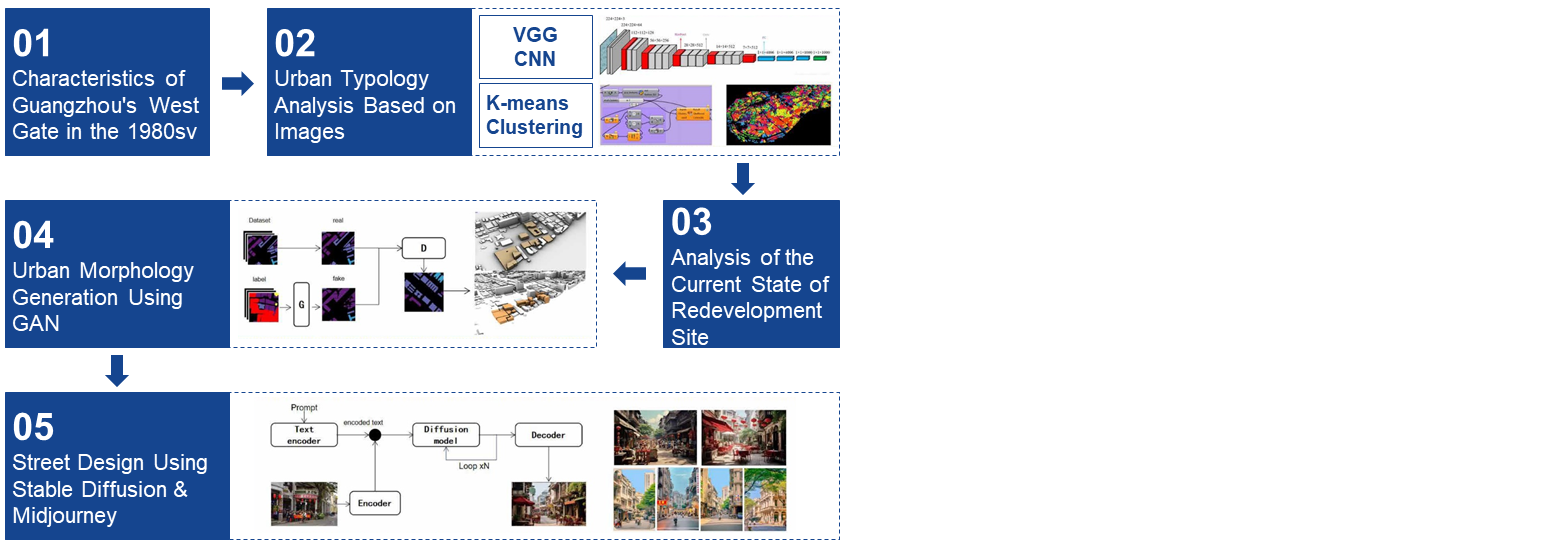 01
Characteristics of
Guangzhou's West
Gate in the 1980sv
02
Urban Typology
Analysis Based on
Images
VGG
CNN
K-means
Clustering
03
Analysis of the
Current State of
Redevelopment
Site
04
Urban Morphology
Generation Using
GAN
Dataset
real
D
label
G
fake
05
Street Design Using
Stable Diffusion &
Midjourney
Prompt
Text
encoder
encoded text
Diffusion
model
Decoder
Loop xN
Encoder